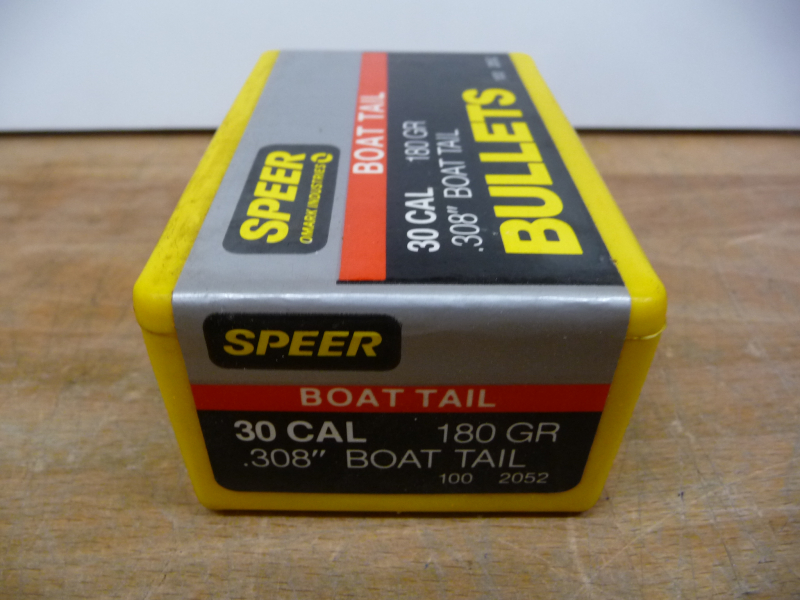 SPEER
OMARK INDUSTRIES
BOAT TAIL
30 CAL 180 GR
.308" BOAT TAIL
BULLETS
SPEER
BOAT TAIL
30 CAL 180 GR
.308" BOAT TAIL
100 2052